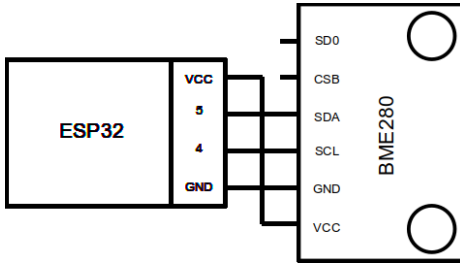 ESP32
VCC
5
4
GND
SD0
CSB
SDA
SCL
GND
VCC
BME280